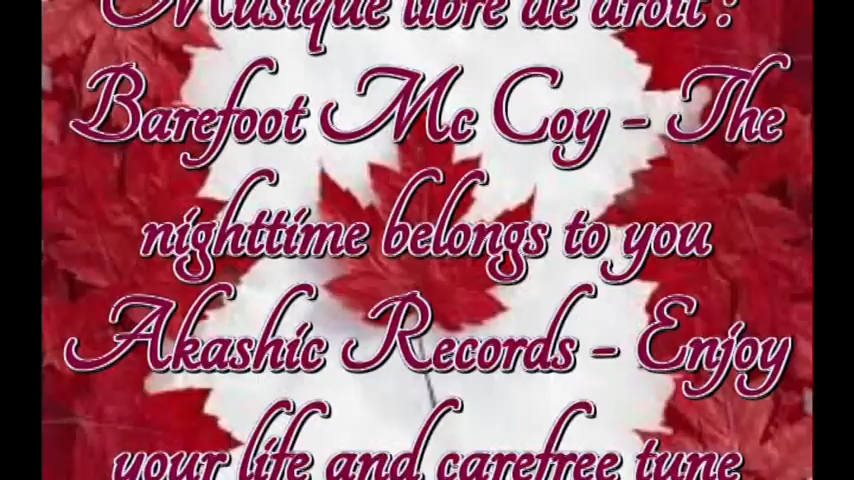 Musique libre de droit :
Barefoot Mc Coy - The
nighttime belongs to you
Akashic Records - Enjoy
your life and carefree tune